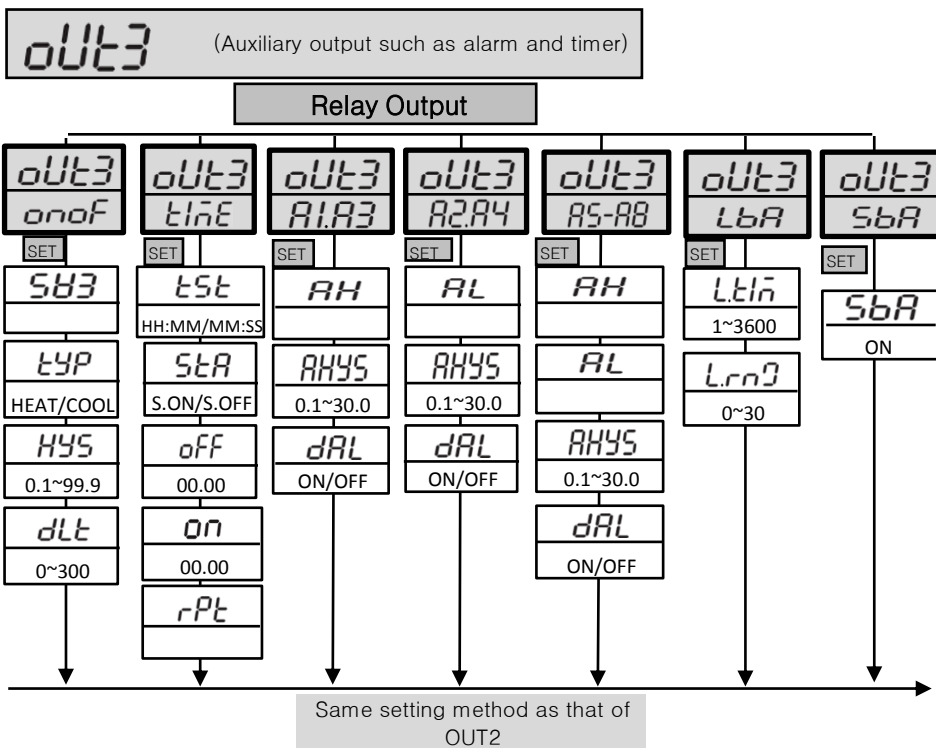 oUt3 (Auxiliary output such as alarm and timer)
Relay Output
oUt3 oUt3 oUt3 oUt3 oUt3 oUt3 oUt3
onoF tImE A1.A3 A2.A4 A5-A8 LbA SbA
SET SET SET SET SET SET SET
SV3
tSt
HH:MM/MM:SS
AH
AL
AH
L.tIm
1~3600
SbA
ON
tYP
HEAT/COOL
StA
S.ON/S.OFF
AHYS
0.1~30.0
AHYS
0.1~30.0
AL
L.rnG
0~30
HYS
0.1~99.9
oFF
00.00
dAL
ON/OFF
dAL
ON/OFF
AHYS
0.1~30.0
dLt
0~300
on
00.00
dAL
ON/OFF
rPt
Same setting method as that of
OUT2